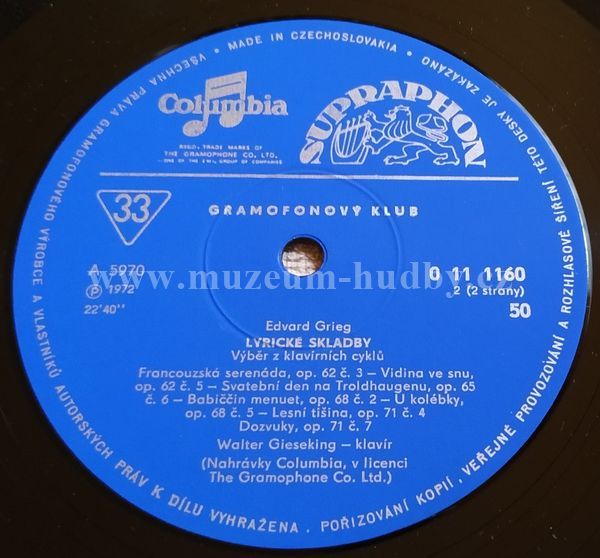 VŠECHNA PRÁVA GRAMOFONOVÉHO VÝROBCE A VLASTNÍKŮ AUTORSKÝCH PRÁV K DÍLU VYHRAŽENA. POŘIZOVÁNÍ KOPIÍ, VEŘEJNÉ PROVOZOVÁNÍ A ROZHLASOVÉ ŠÍŘENÍ TÉTO DESKY JE ZAKÁZÁNO • MADE IN CZECHOSLOVAKIA •
Columbia
REGD. TRADE MARKS OF
THE GRAMOPHONE CO. LTD.
ONE OF THE E.M.I. GROUP OF COMPANIES
SUPRAPHON
33
GRAMOFONOVÝ KLUB
A 5970
Ⓟ 1972
22'40''
0 11 1160
2 (2 strany)
50
www.muzeum-hudby.cz
Edvard Grieg
LYRICKÉ SKLADBY
Výběr z klavírních cyklů
Francouzská serenáda, op. 62 č. 3 – Vidina ve snu,
op. 62 č. 5 – Svatební den na Troldhaugenu, op. 65
č. 6 – Babiččin menuet, op. 68 č. 2 – U kolébky,
op. 68 č. 5 – Lesní tišina, op. 71 č. 4
Dozvuky, op. 71 č. 7
Walter Gieseking – klavír
(Nahrávky Columbia, v licenci
The Gramophone Co. Ltd.)